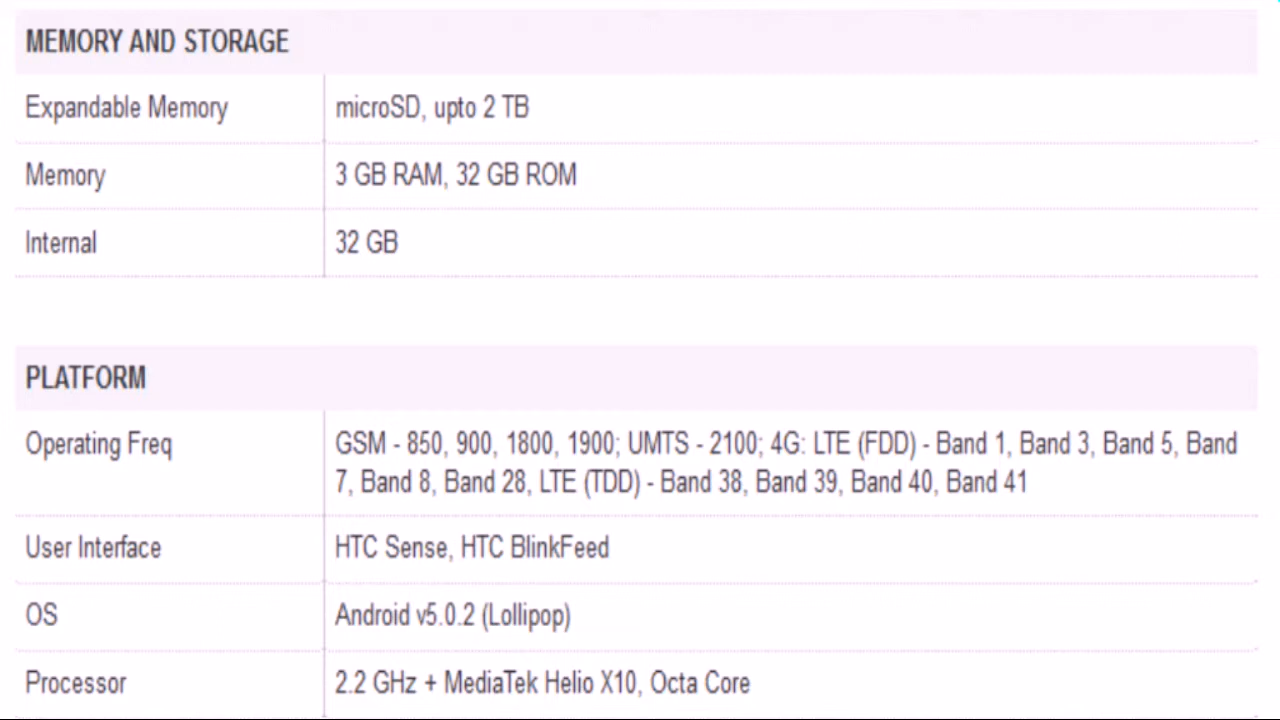 MEMORY AND STORAGE
Expandable Memory microSD, upto 2 TB
Memory 3 GB RAM, 32 GB ROM
Internal 32 GB
PLATFORM
Operating Freq GSM - 850, 900, 1800, 1900; UMTS - 2100; 4G: LTE (FDD) - Band 1, Band 3, Band 5, Band
7, Band 8, Band 28, LTE (TDD) - Band 38, Band 39, Band 40, Band 41
User Interface HTC Sense, HTC BlinkFeed
OS Android v5.0.2 (Lollipop)
Processor 2.2 GHz + MediaTek Helio X10, Octa Core